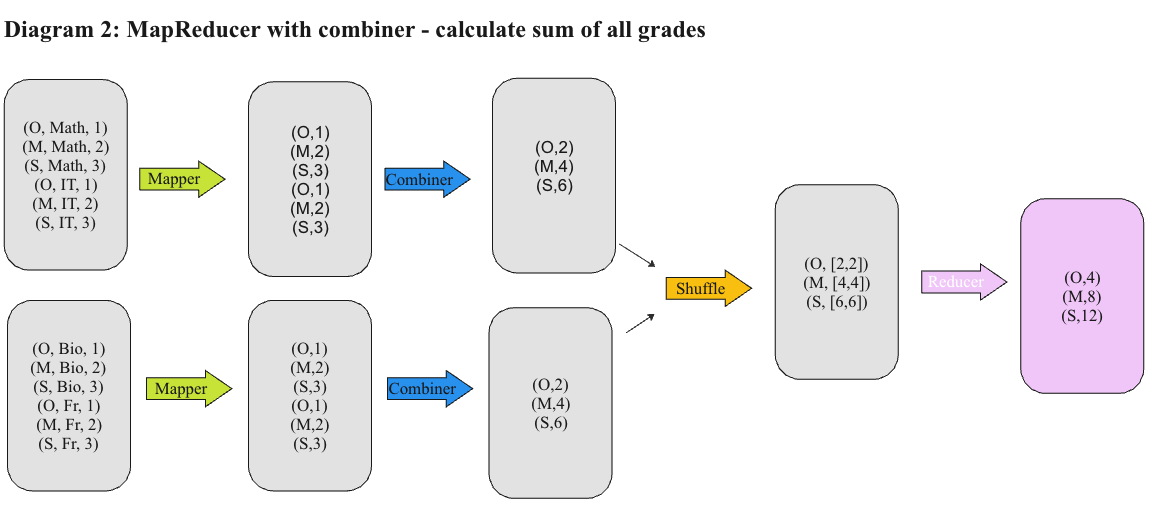 Diagram 2: MapReducer with combiner - calculate sum of all grades
(O, Math, 1)
(M, Math, 2)
(S, Math, 3)
(O, IT, 1)
(M, IT, 2)
(S, IT, 3)
Mapper
(O,1)
(M,2)
(S,3)
(O,1)
(M,2)
(S,3)
Combiner
(O,2)
(M,4)
(S,6)
(O, Bio, 1)
(M, Bio, 2)
(S, Bio, 3)
(O, Fr, 1)
(M, Fr, 2)
(S, Fr, 3)
Mapper
(O,1)
(M,2)
(S,3)
(O,1)
(M,2)
(S,3)
Combiner
(O,2)
(M,4)
(S,6)
Shuffle
(O, [2,2])
(M, [4,4])
(S, [6,6])
Reducer
(O,4)
(M,8)
(S,12)